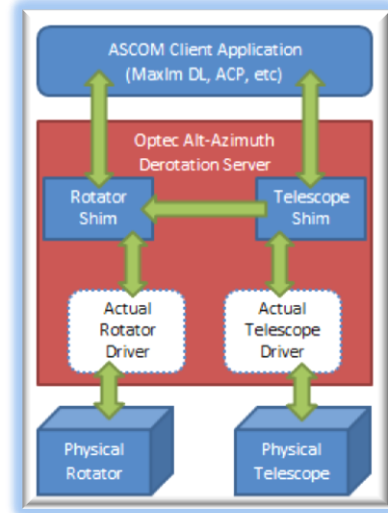 ASCOM Client Application
(MaxIm DL, ACP, etc)
Optec Alt-Azimuth
Derotation Server
Rotator
Shim
Telescope
Shim
Actual
Rotator
Driver
Actual
Telescope
Driver
Physical
Rotator
Physical
Telescope